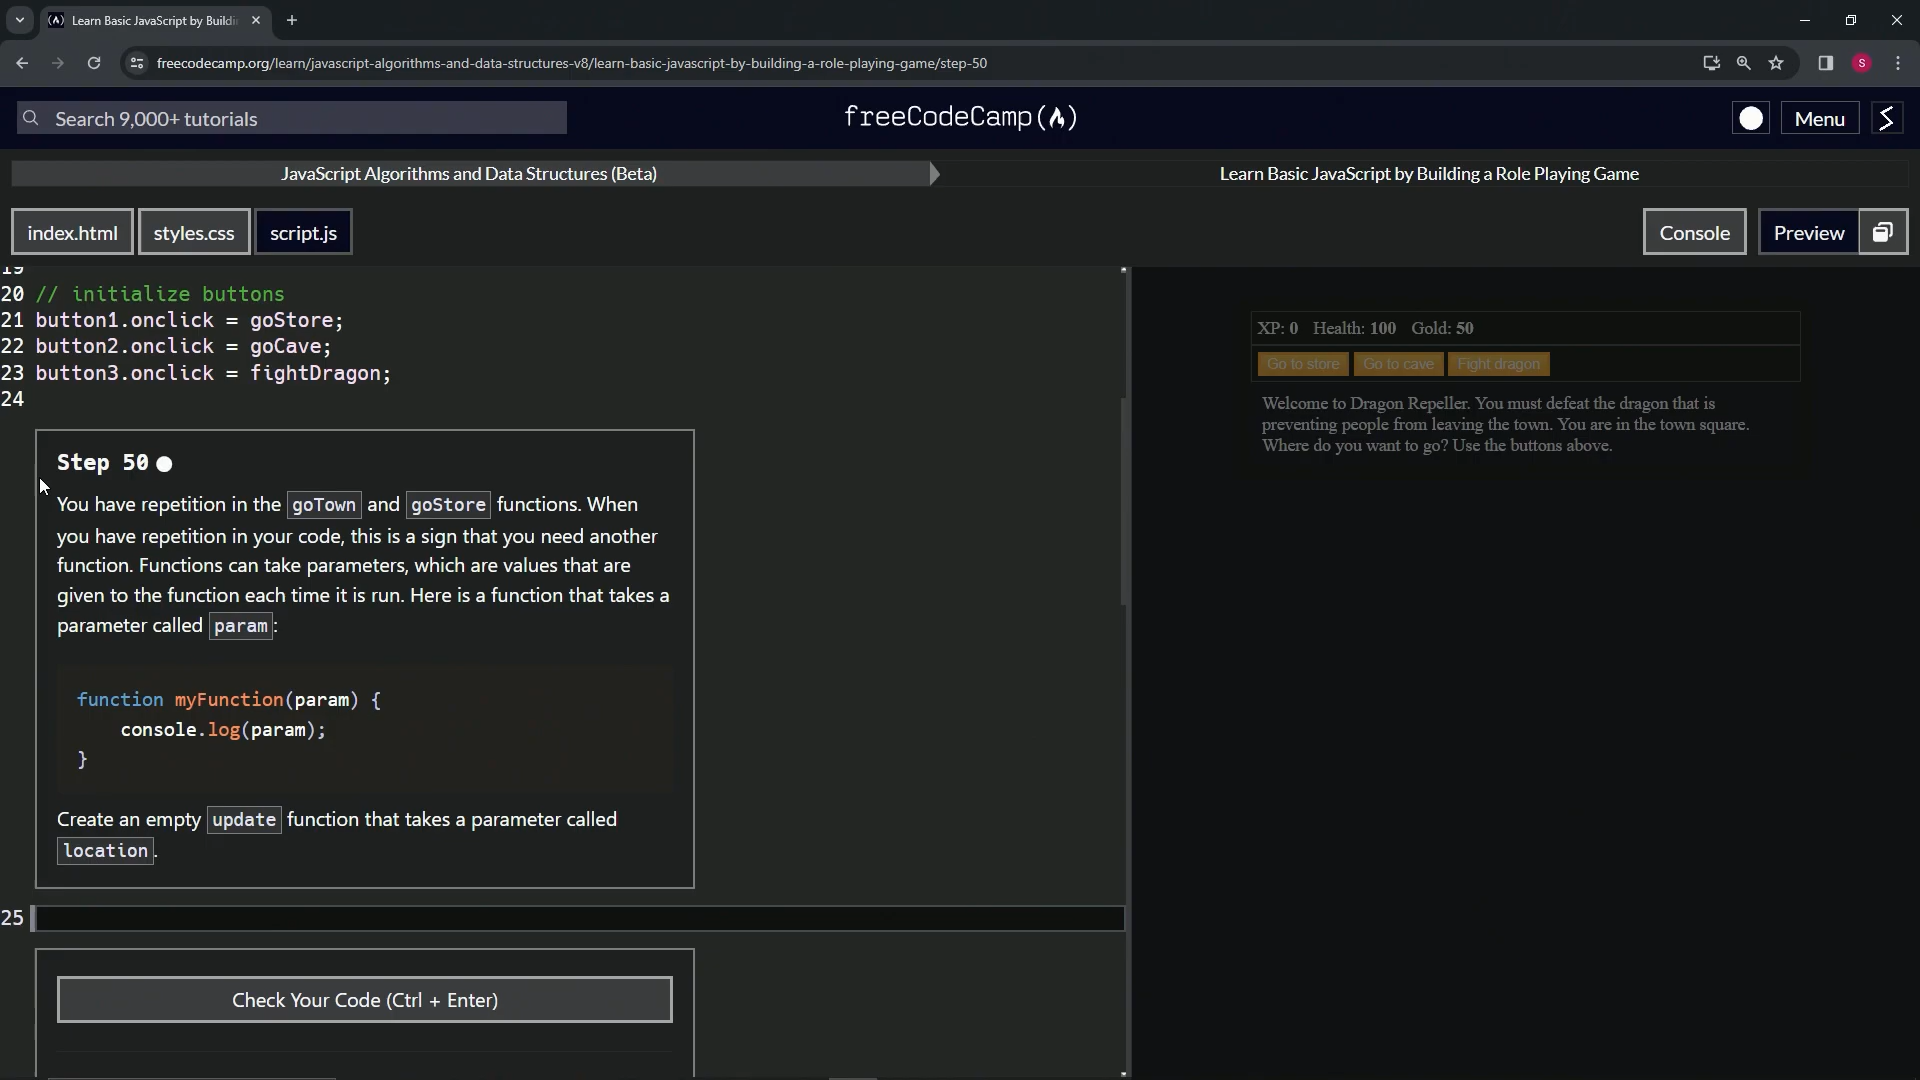 Learn Basic JavaScript by Buildi
freecodecamp.org/learn/javascript-algorithms-and-data-structures-v8/learn-basic-javascript-by-building-a-role-playing-game/step-50
S
Search 9,000+ tutorials
freeCodeCamp
Menu
JavaScript Algorithms and Data Structures (Beta)
Learn Basic JavaScript by Building a Role Playing Game
index.html
styles.css
script.js
Console
Preview
19
20 // initialize buttons
21 button1.onclick = goStore;
22 button2.onclick = goCave;
23 button3.onclick = fightDragon;
24
Step 50
You have repetition in the goTown and goStore functions. When
you have repetition in your code, this is a sign that you need another
function. Functions can take parameters, which are values that are
given to the function each time it is run. Here is a function that takes a
parameter called param:
function myFunction(param) {
console.log(param);
}
Create an empty update function that takes a parameter called
location.
25
Check Your Code (Ctrl + Enter)
XP: 0 Health: 100 Gold: 50
Go to store Go to cave Fight dragon
Welcome to Dragon Repeller. You must defeat the dragon that is
preventing people from leaving the town. You are in the town square.
Where do you want to go? Use the buttons above.